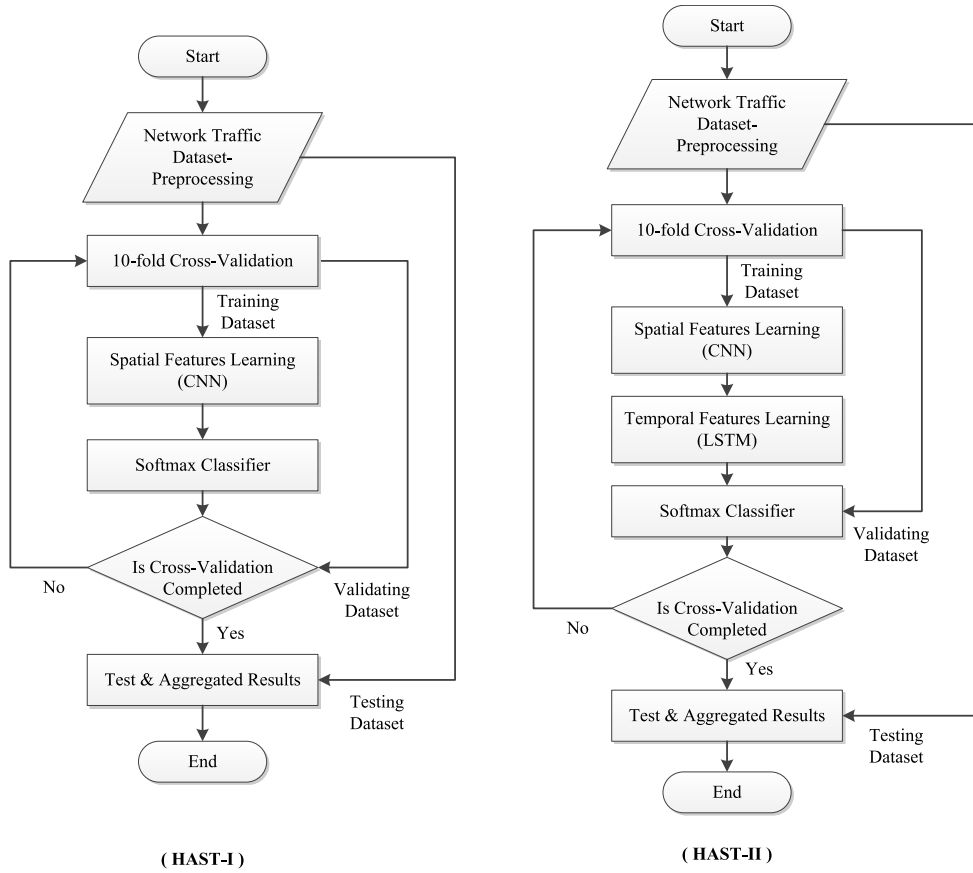 Start
Network Traffic
Dataset-
Preprocessing
10-fold Cross-Validation
Training
Dataset
Spatial Features Learning
(CNN)
Softmax Classifier
Is Cross-Validation
Completed
No
Validating
Dataset
Yes
Test & Aggregated Results
Testing
Dataset
End
( HAST-I )
Start
Network Traffic
Dataset-
Preprocessing
10-fold Cross-Validation
Training
Dataset
Spatial Features Learning
(CNN)
Temporal Features Learning
(LSTM)
Softmax Classifier
Validating
Dataset
Is Cross-Validation
Completed
No
Yes
Test & Aggregated Results
Testing
Dataset
End
( HAST-II )